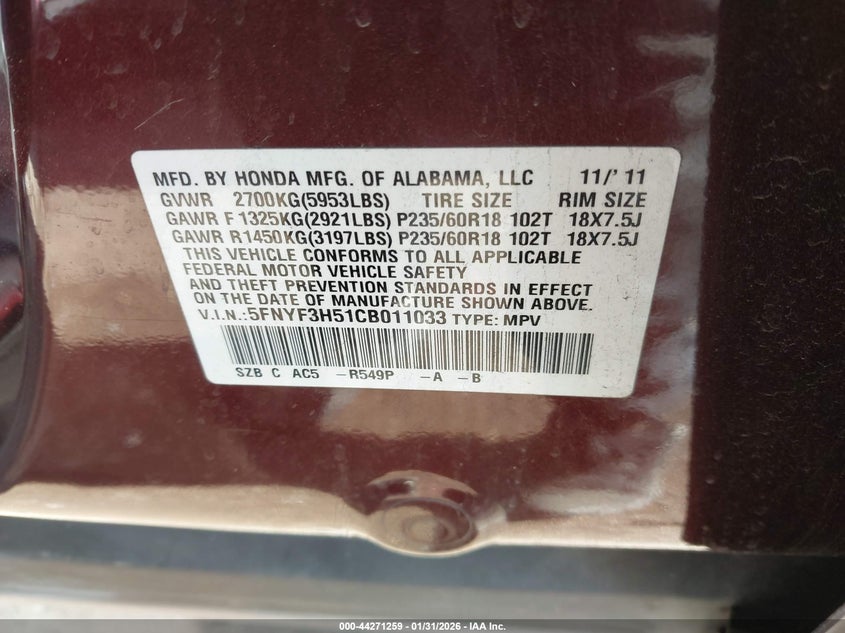 MFD. BY HONDA MFG. OF ALABAMA, LLC 11/'11
GVWR 2700KG(5953LBS) TIRE SIZE RIM SIZE
GAWR F 1325KG(2921LBS) P235/60R18 102T 18X7.5J
GAWR R1450KG(3197LBS) P235/60R18 102T 18X7.5J
THIS VEHICLE CONFORMS TO ALL APPLICABLE
FEDERAL MOTOR VEHICLE SAFETY
AND THEFT PREVENTION STANDARDS IN EFFECT
ON THE DATE OF MANUFACTURE SHOWN ABOVE.
V.I.N.:5FNYF3H51CB011033 TYPE: MPV
SZB C AC5 -R549P -A -B
000-44271259 - 01/31/2026 - IAA Inc.